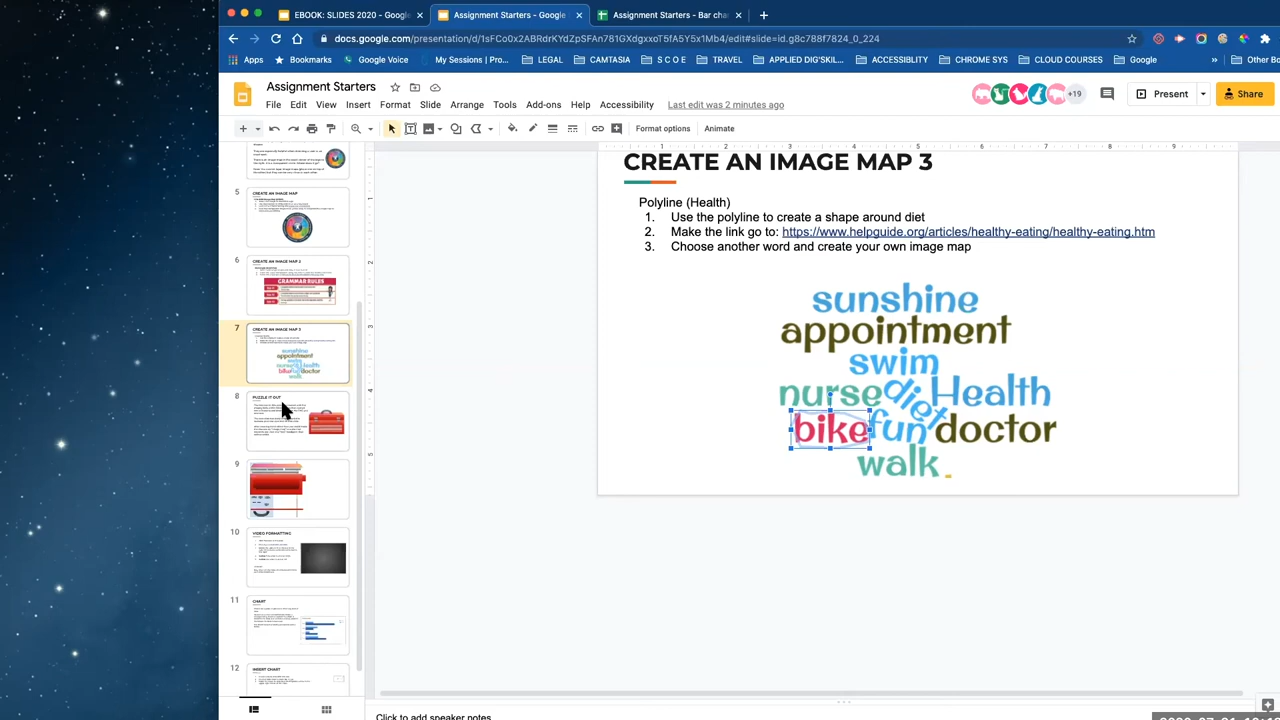 EBOOK: SLIDES 2020 - Google
Assignment Starters - Google
Assignment Starters - Bar cha
docs.google.com/presentation/d/1sFCo0x2ABRdrKYdZpSFAn781GXdgxxoT5fA5Y5x1Mb4/edit#slide=id.g8c788f7824_0_224
Apps
Bookmarks
Google Voice
My Sessions | Pro...
LEGAL
CAMTASIA
S C O E
TRAVEL
APPLIED DIG'SKIL...
ACCESSIBLITY
CHROME SYS
CLOUD COURSES
Google
»
Other Bo
Assignment Starters
File Edit View Insert Format Slide Arrange Tools Add-ons Help Accessibility
Last edit was 2 minutes ago
+19
Present
Share
Format options
Animate
5
CREATE AN IMAGE MAP
6
CREATE AN IMAGE MAP 2
GRAMMAR RULES
7
CREATE AN IMAGE MAP 3
8
PUZZLE IT OUT
9
10
VIDEO FORMATTING
11
CHART
12
INSERT CHART
CREATE AN IMAGE MAP 3
1. Use the polyline to create a shape around diet
2. Make the link go to: https://www.helpguide.org/articles/healthy-eating/healthy-eating.htm
3. Choose another word and create your own image map
sunshine
appointment
swim
nurse
Health
bike
doctor
walk
Click to add speaker notes